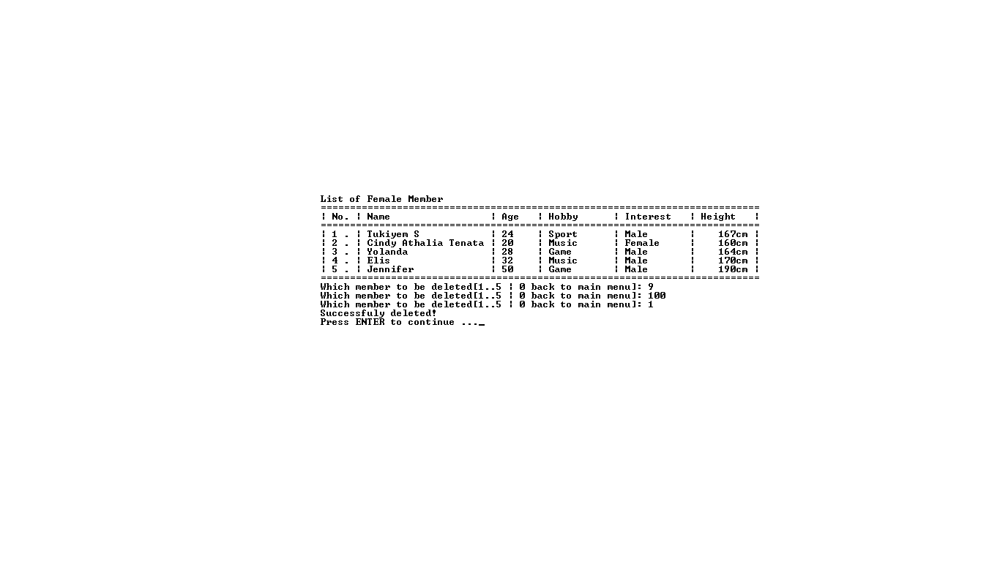 List of Female Member
===========================================================================
¦ No. ¦ Name                 ¦ Age   ¦ Hobby      ¦ Interest   ¦ Height   ¦
===========================================================================
¦ 1 . ¦ Tukiyem S            ¦ 24    ¦ Sport      ¦ Male       ¦    167cm ¦
¦ 2 . ¦ Cindy Athalia Tenata ¦ 20    ¦ Music      ¦ Female     ¦    160cm ¦
¦ 3 . ¦ Yolanda              ¦ 28    ¦ Game       ¦ Male       ¦    164cm ¦
¦ 4 . ¦ Elis                 ¦ 32    ¦ Music      ¦ Male       ¦    170cm ¦
¦ 5 . ¦ Jennifer             ¦ 50    ¦ Game       ¦ Male       ¦    190cm ¦
===========================================================================
Which member to be deleted[1..5 ¦ 0 back to main menu]: 9
Which member to be deleted[1..5 ¦ 0 back to main menu]: 100
Which member to be deleted[1..5 ¦ 0 back to main menu]: 1
Successfuly deleted!
Press ENTER to continue ..._